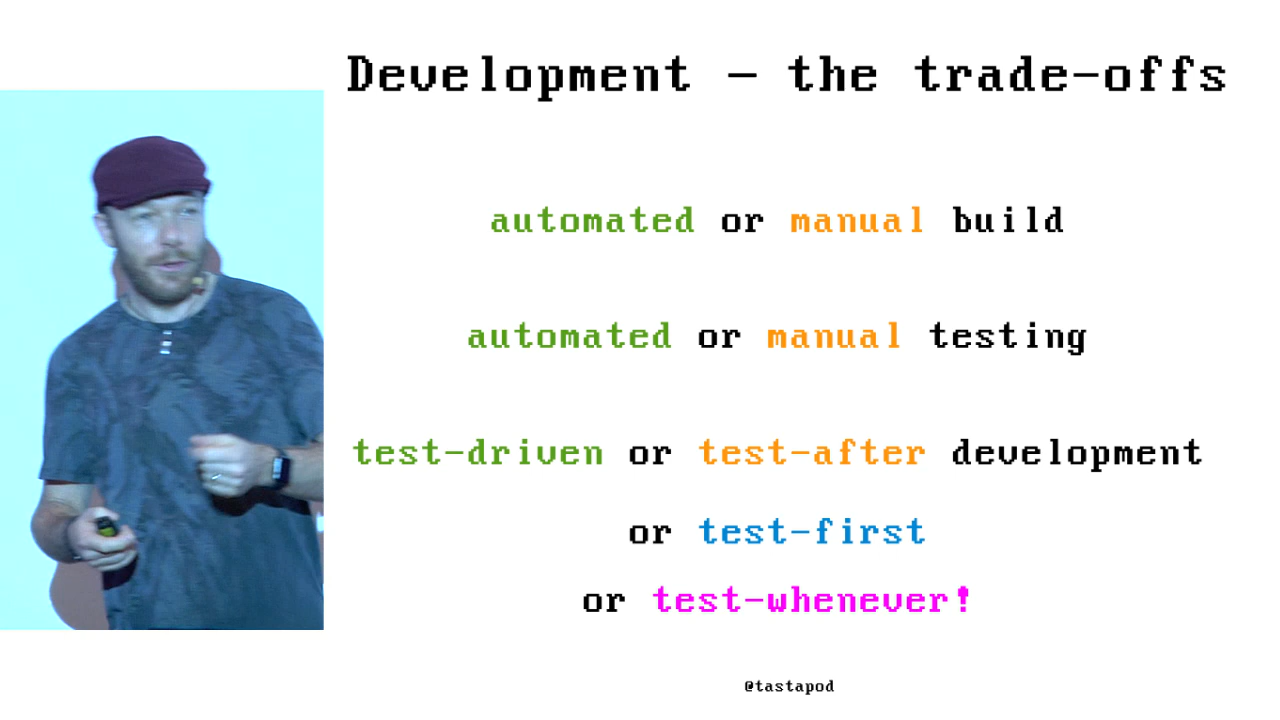 Development - the trade-offs
automated or manual build
automated or manual testing
test-driven or test-after development
or test-first
or test-whenever!
@tastapod